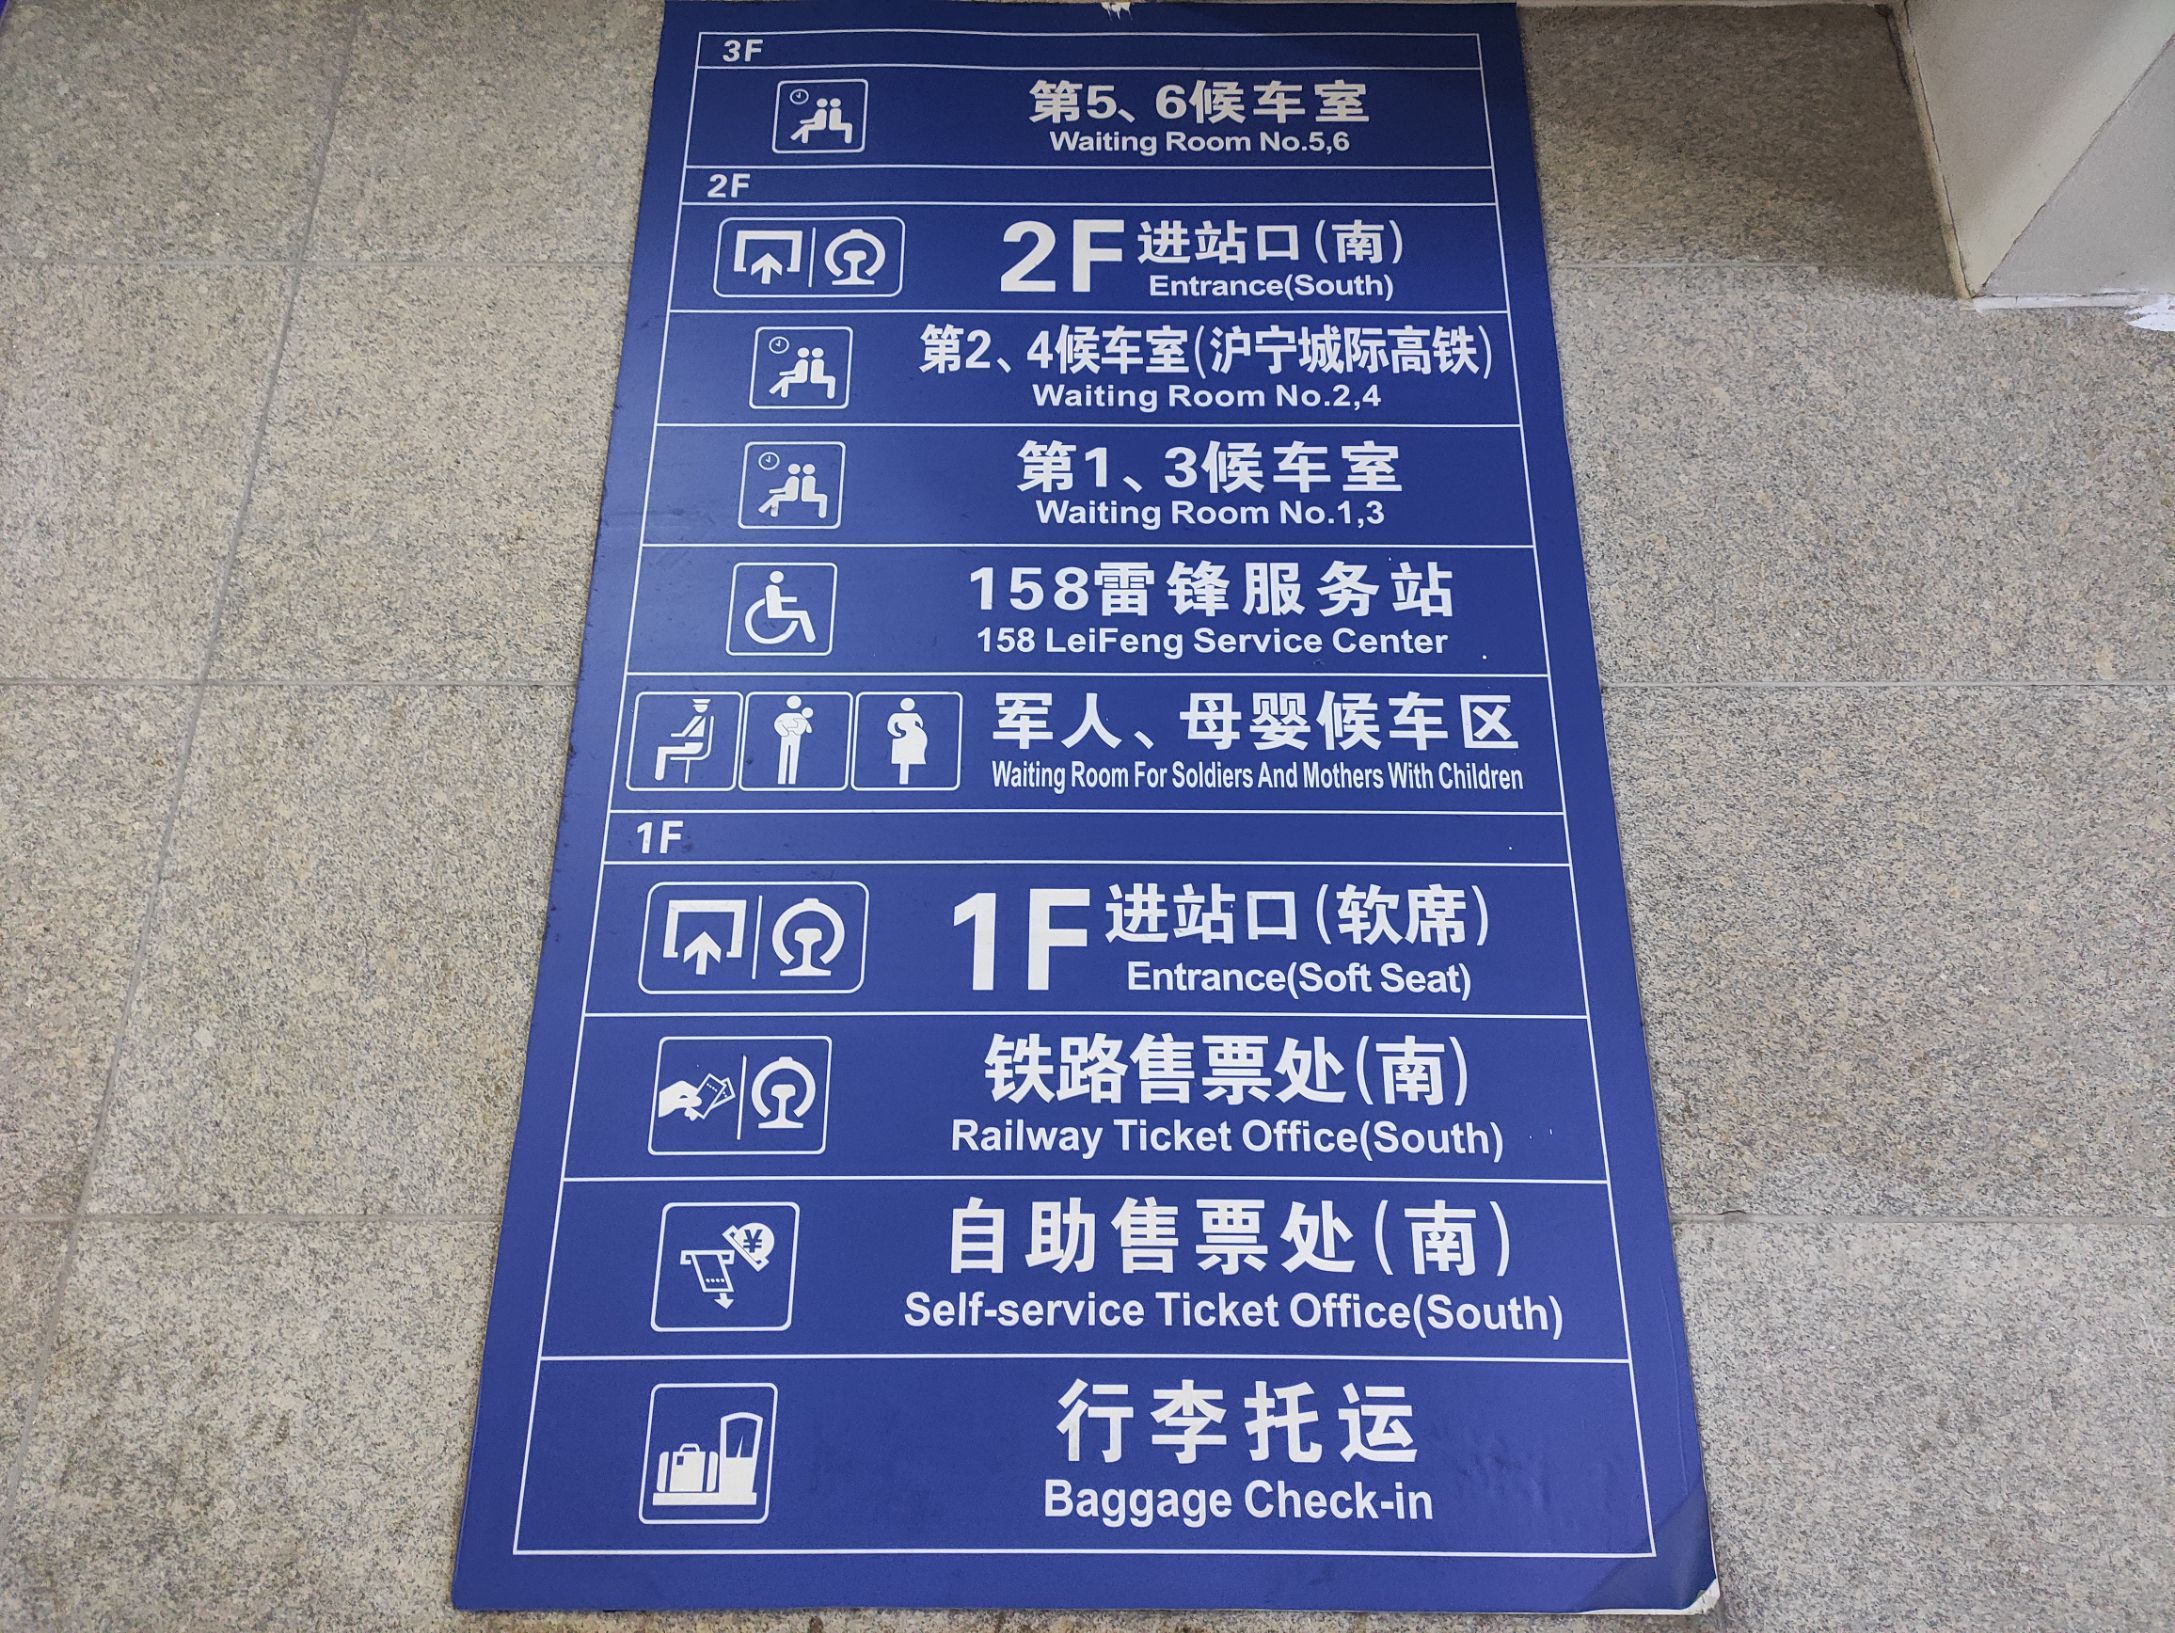 3F
第5、6候车室
Waiting Room No.5,6
2F
2F进站口(南)
Entrance(South)
第2、4候车室(沪宁城际高铁)
Waiting Room No.2,4
第1、3候车室
Waiting Room No.1,3
158雷锋服务站
158 LeiFeng Service Center
军人、母婴候车区
Waiting Room For Soldiers And Mothers With Children
1F
1F进站口(软席)
Entrance(Soft Seat)
铁路售票处(南)
Railway Ticket Office(South)
¥
自助售票处(南)
Self-service Ticket Office(South)
行李托运
Baggage Check-in